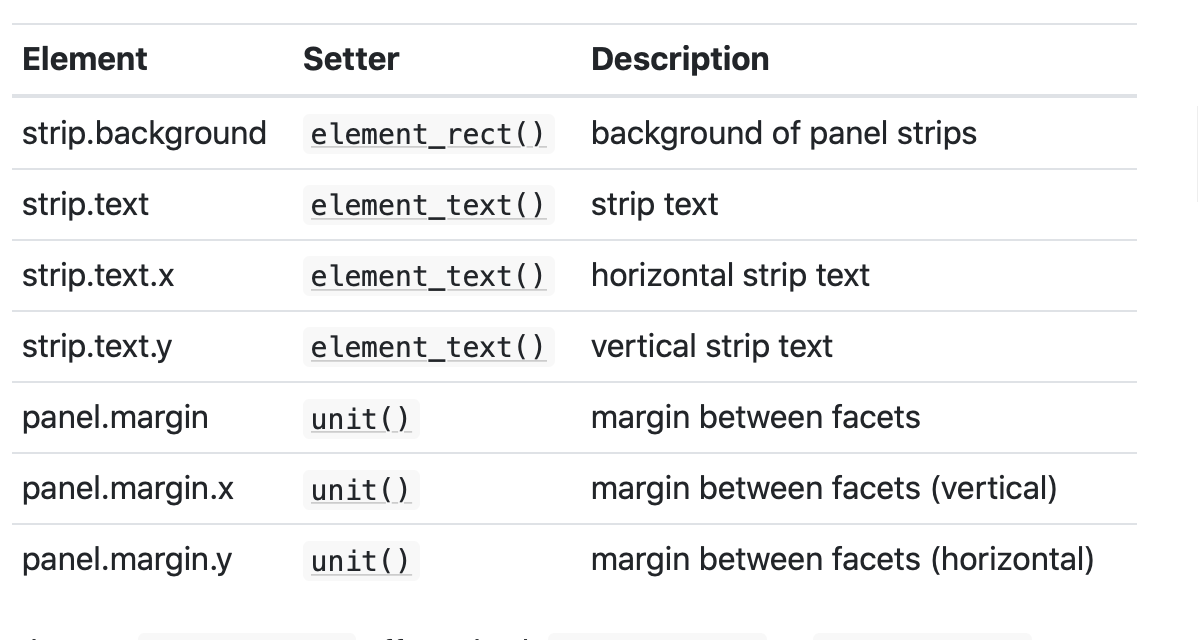 Element Setter Description
strip.background element_rect() background of panel strips
strip.text element_text() strip text
strip.text.x element_text() horizontal strip text
strip.text.y element_text() vertical strip text
panel.margin unit() margin between facets
panel.margin.x unit() margin between facets (vertical)
panel.margin.y unit() margin between facets (horizontal)